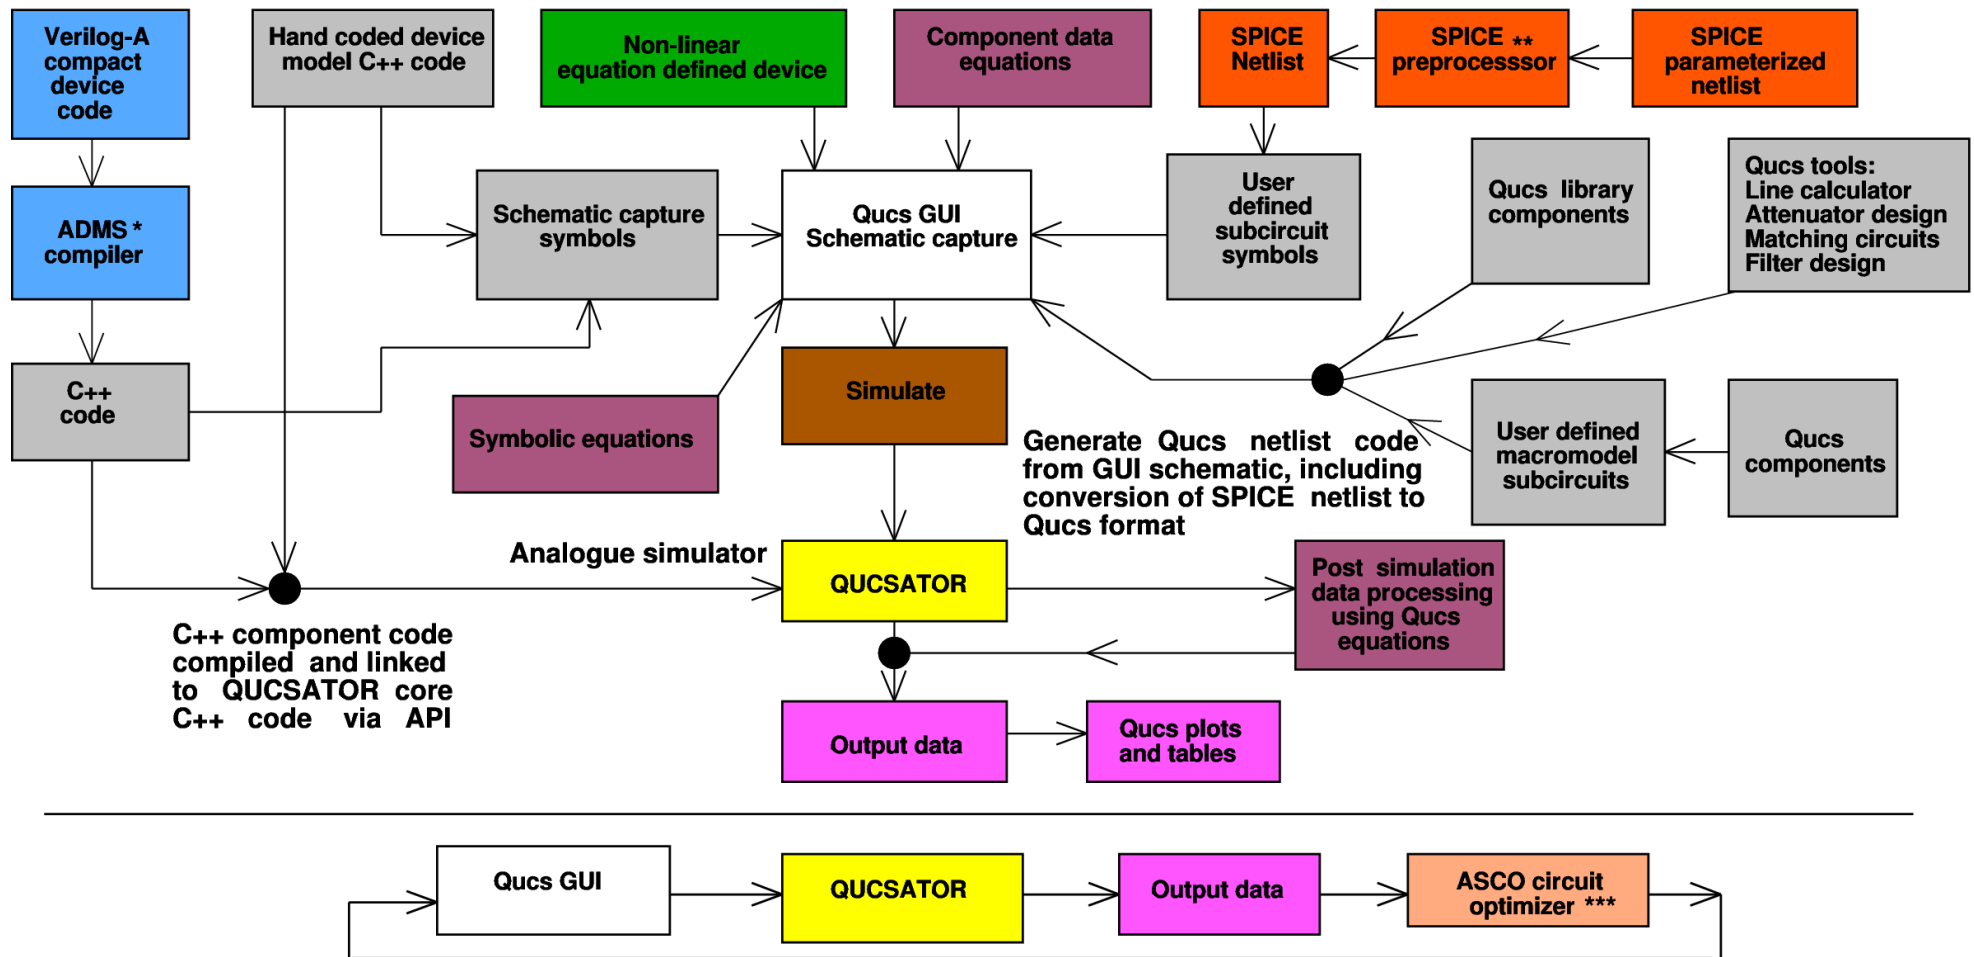 Verilog-A
compact
device
code
Hand coded device
model C++ code
Non-linear
equation defined device
Component data
equations
SPICE
Netlist
SPICE **
preprocesssor
SPICE
parameterized
netlist
ADMS *
compiler
Schematic capture
symbols
Qucs GUI
Schematic capture
User
defined
subcircuit
symbols
Qucs library
components
Qucs tools:
Line calculator
Attenuator design
Matching circuits
Filter design
C++
code
Symbolic equations
Simulate
Generate Qucs netlist code
from GUI schematic, including
conversion of SPICE netlist to
Qucs format
User defined
macromodel
subcircuits
Qucs
components
Analogue simulator
QUCSATOR
Post simulation
data processing
using Qucs
equations
C++ component code
compiled and linked
to QUCSATOR core
C++ code via API
Output data
Qucs plots
and tables
Qucs GUI
QUCSATOR
Output data
ASCO circuit
optimizer ***